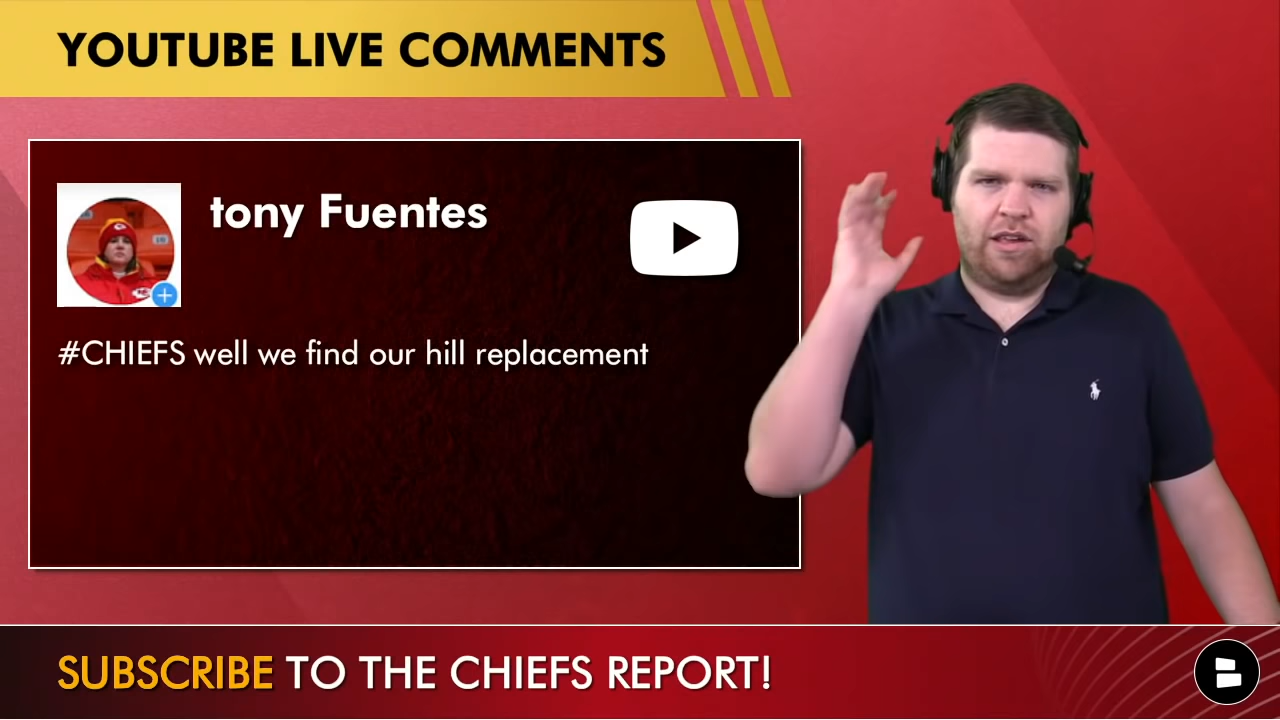 YOUTUBE LIVE COMMENTS
tony Fuentes
#CHIEFS well we find our hill replacement
SUBSCRIBE TO THE CHIEFS REPORT!